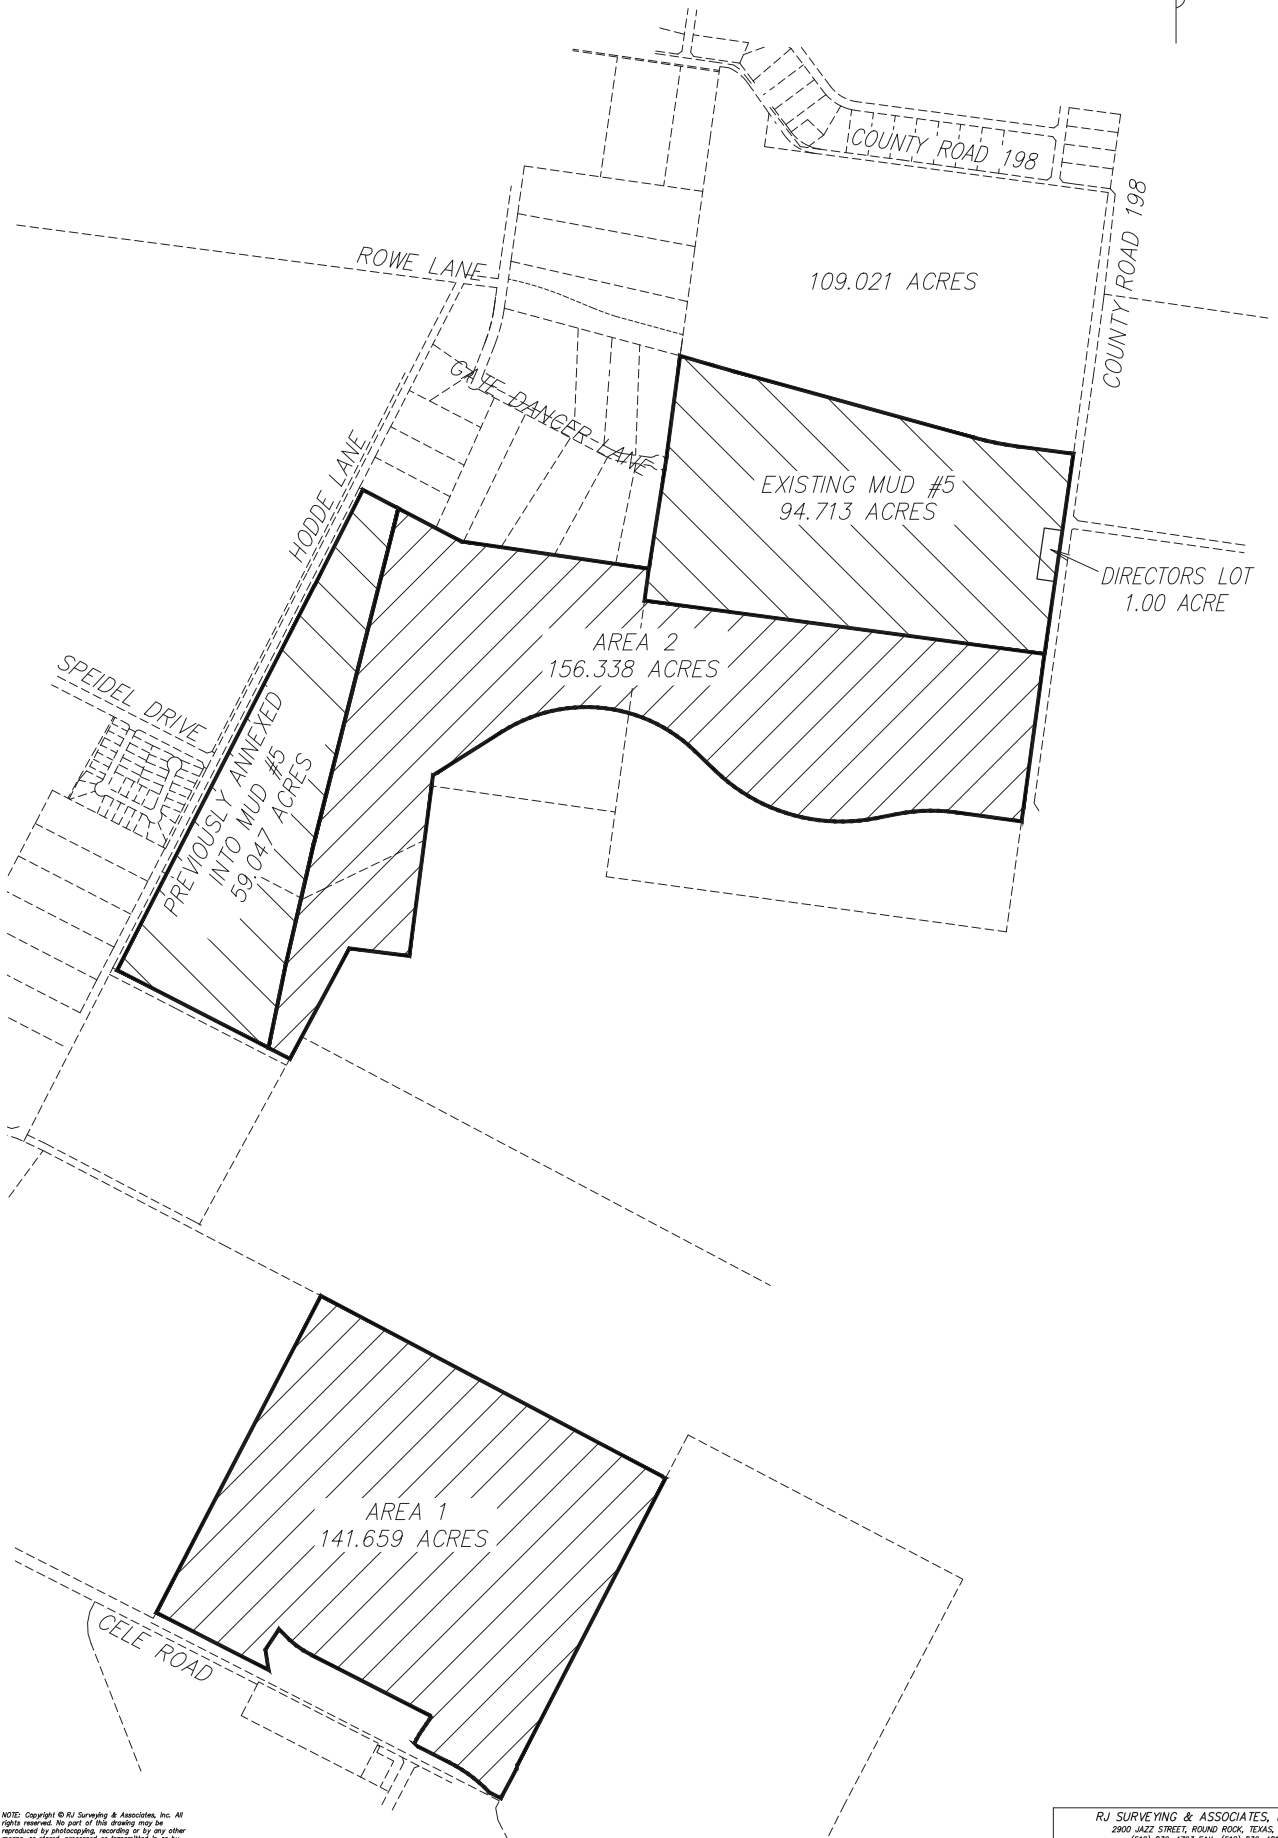 COUNTY ROAD 198
COUNTY ROAD 198
ROWE LANE
109.021 ACRES
GATE DANCER LANE
HODDE LANE
EXISTING MUD #5
94.713 ACRES
DIRECTORS LOT
1.00 ACRE
AREA 2
156.338 ACRES
SPEIDEL DRIVE
PREVIOUSLY ANNEXED
INTO MUD #5
59.047 ACRES
AREA 1
141.659 ACRES
CELE ROAD
NOTE: Copyright © RJ Surveying & Associates, Inc. All
rights reserved. No part of this drawing may be
reproduced by photocopying, recording or by any other
RJ SURVEYING & ASSOCIATES,
2900 JAZZ STREET, ROUND ROCK, TEXAS,